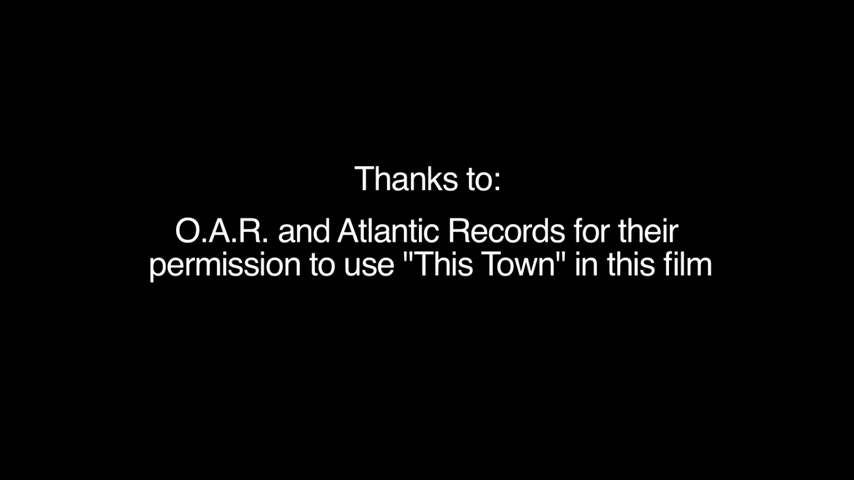 Thanks to:
O.A.R. and Atlantic Records for their
permission to use "This Town" in this film